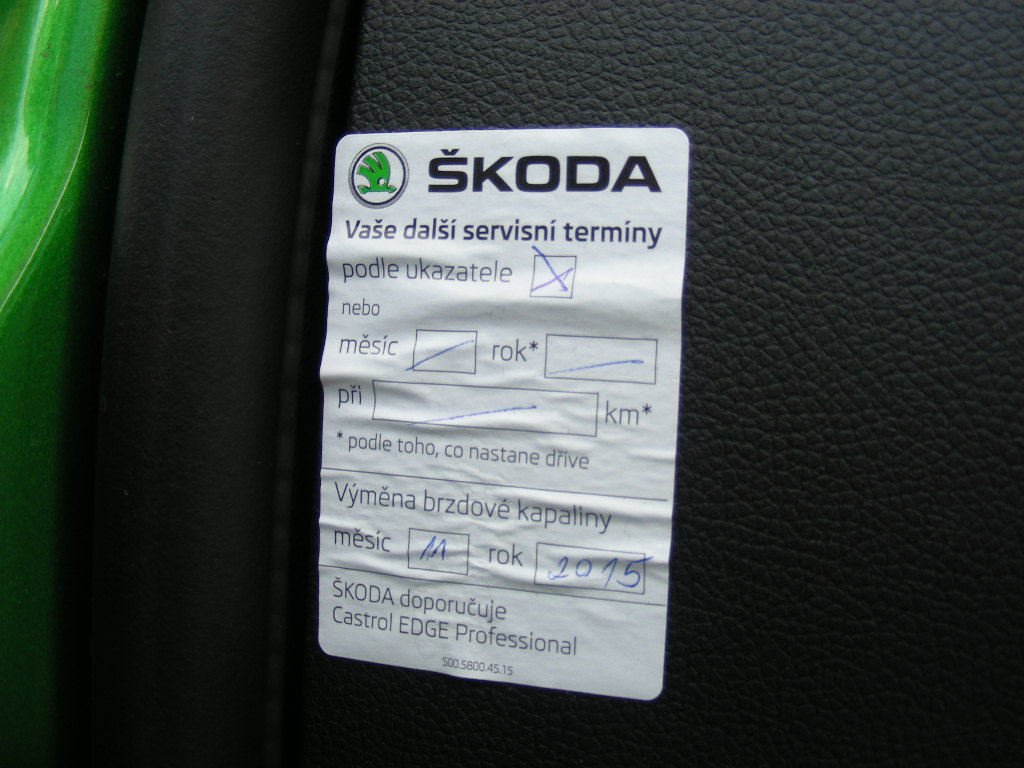 ŠKODA
Vaše další servisní termíny
podle ukazatele
nebo
měsíc rok*
při km*
* podle toho, co nastane dříve
Výměna brzdové kapaliny
měsíc 11 rok 2015
ŠKODA doporučuje
Castrol EDGE Professional
S00.5800.45.15